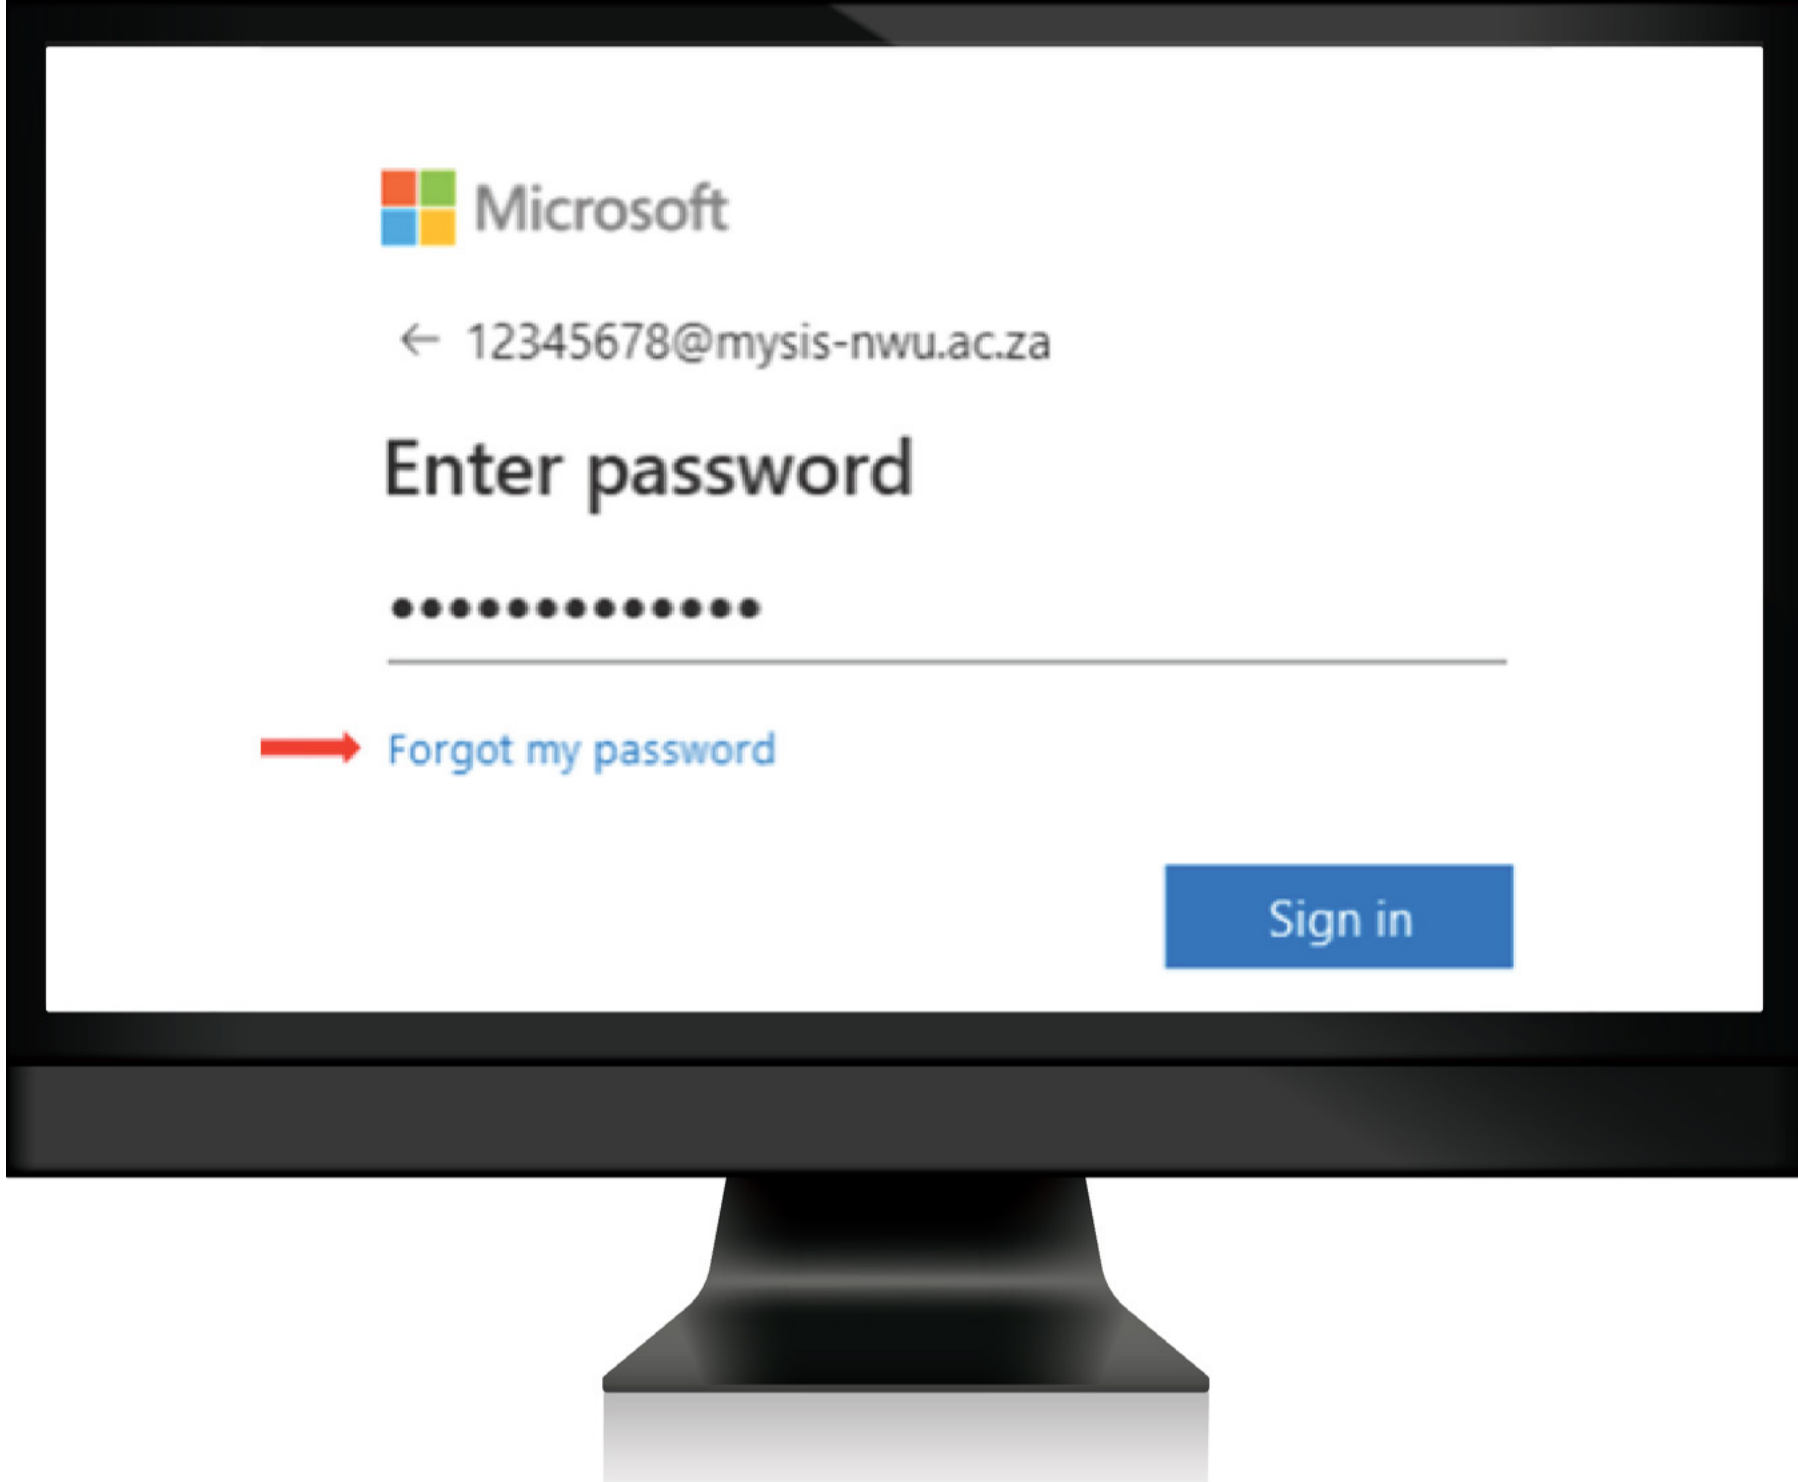 Microsoft
← 12345678@mysis-nwu.ac.za
Enter password
•••••••••••••
Forgot my password
Sign in